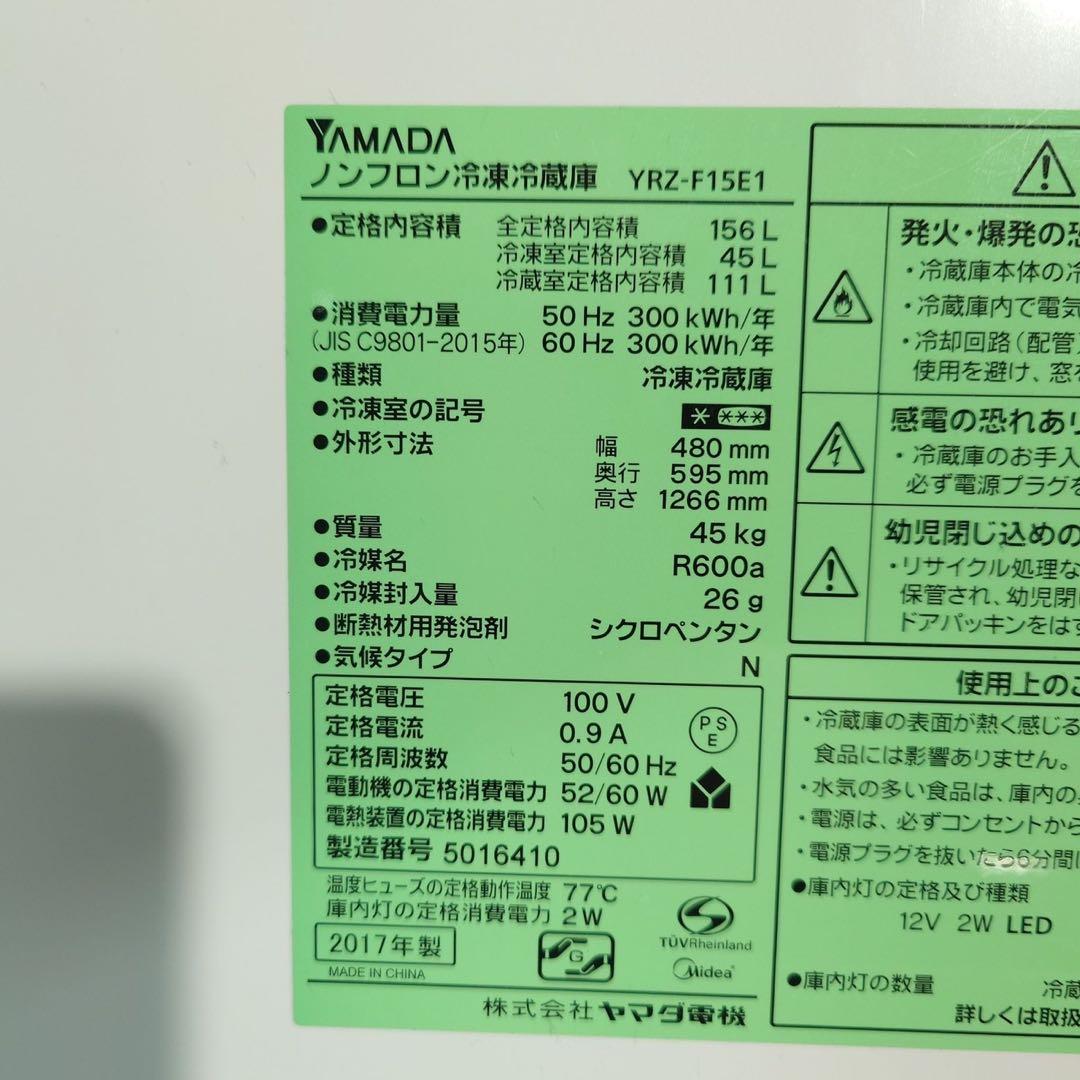 YAMADA
ノンフロン冷凍冷蔵庫 YRZ-F15E1
●定格内容積 全定格内容積 156 L
冷凍室定格内容積 45 L
冷蔵室定格内容積 111 L
●消費電力量 50 Hz 300 kWh/年
(JIS C9801-2015年) 60 Hz 300 kWh/年
●種類 冷凍冷蔵庫
●冷凍室の記号 * ***
●外形寸法 幅 480 mm
奥行 595 mm
高さ 1266 mm
●質量 45 kg
●冷媒名 R600a
●冷媒封入量 26 g
●断熱材用発泡剤 シクロペンタン
●気候タイプ N
定格電圧 100 V
定格電流 0.9 A
定格周波数 50/60 Hz
電動機の定格消費電力 52/60 W
電熱装置の定格消費電力 105 W
製造番号 5016410
PS
E
温度ヒューズの定格動作温度 77℃
庫内灯の定格消費電力 2W
2017年製
MADE IN CHINA
G
TÜVRheinland
Midea
株式会社 ヤマダ電機
発火・爆発の恐
・冷蔵庫本体の冷
・冷蔵庫内で電気
・冷却回路(配管)
使用を避け、窓を
感電の恐れあり
・冷蔵庫のお手入
必ず電源プラグを
幼児閉じ込めの
・リサイクル処理な
保管され、幼児閉
ドアパッキンをはず
使用上のご
・冷蔵庫の表面が熱く感じる
食品には影響ありません。
・水気の多い食品は、庫内の
・電源は、必ずコンセントから
・電源プラグを抜いたら6分間
●庫内灯の定格及び種類
12V 2W LED
●庫内灯の数量
冷蔵
詳しくは取扱